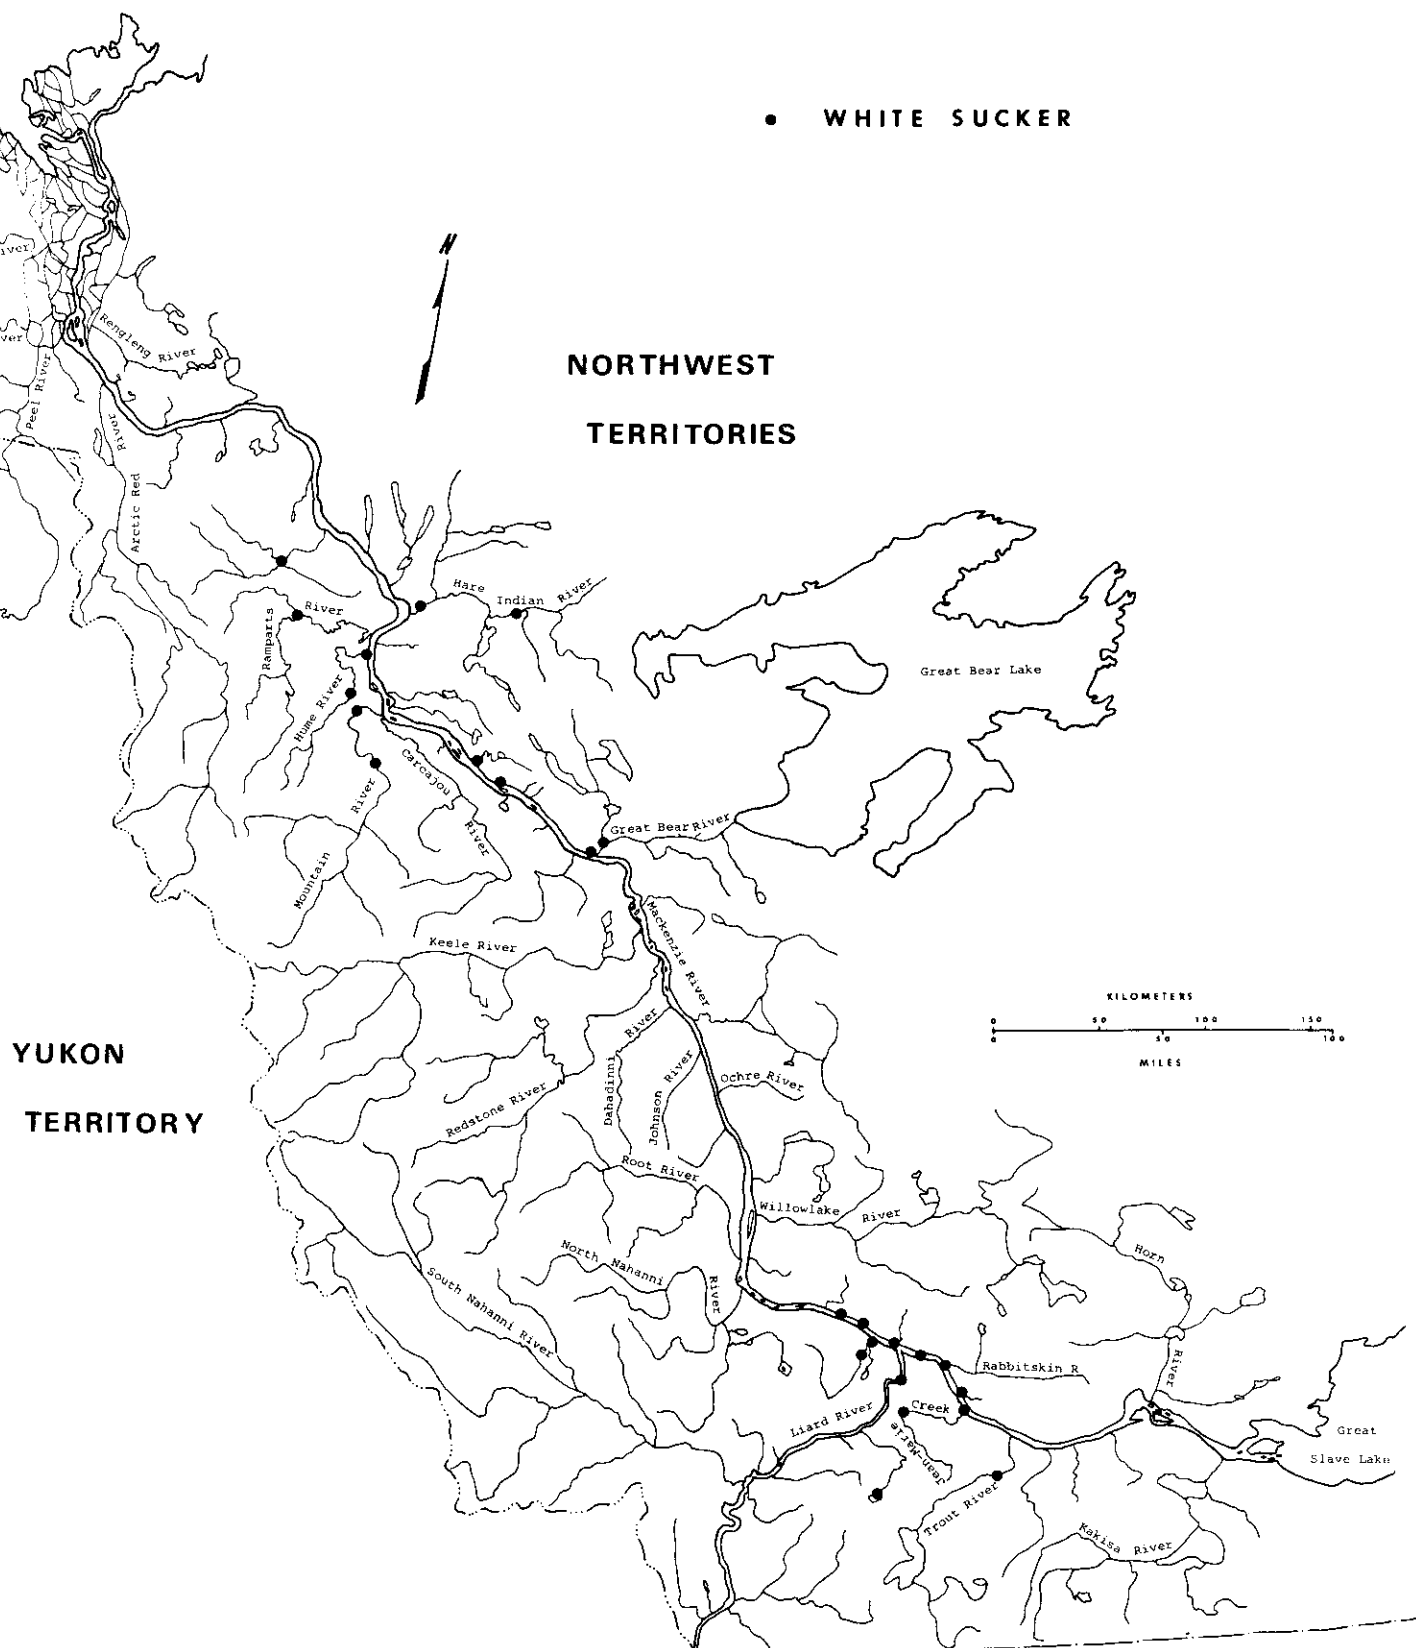 WHITE SUCKER
N
NORTHWEST
TERRITORIES
Rengleng River
Peel River
Arctic Red River
Hare Indian River
Ramparts River
Hume River
Great Bear Lake
Carcajou River
Mountain River
Great Bear River
Mackenzie River
Keele River
KILOMETERS
0 50 100 150
0 50 100
MILES
YUKON
TERRITORY
Dahadinni River
Johnson River
Ochre River
Redstone River
Root River
Willowlake River
North Nahanni River
South Nahanni River
Horn River
Rabbitskin R
Liard River
Jean-Marie Creek
Trout River
Kakisa River
Great
Slave Lake